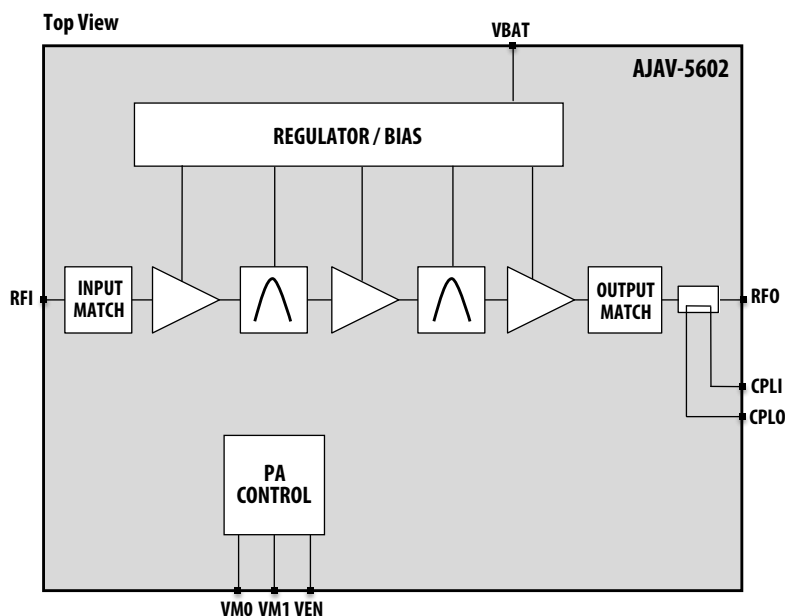 Top View
VBAT
AJAV-5602
REGULATOR / BIAS
RFI
INPUT
MATCH
OUTPUT
MATCH
RFO
CPLI
CPLO
PA
CONTROL
VM0 VM1 VEN